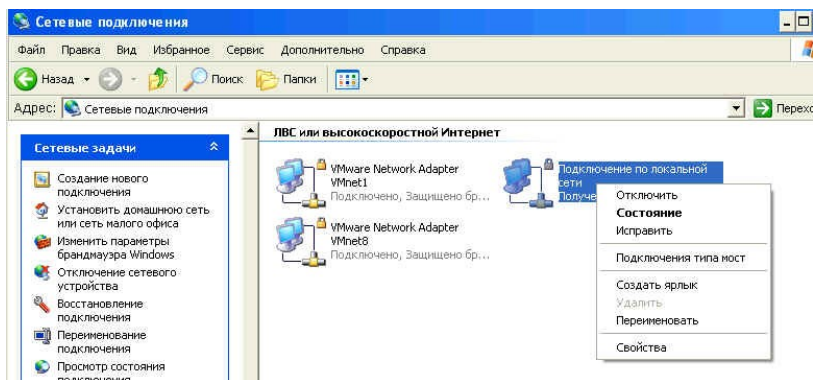 Сетевые подключения
Файл Правка Вид Избранное Сервис Дополнительно Справка
Назад Поиск Папки
Адрес: Сетевые подключения
Сетевые задачи
Создание нового
подключения
Установить домашнюю сеть
или сеть малого офиса
Изменить параметры
брандмауэра Windows
Отключение сетевого
устройства
Восстановление
подключения
Переименование
подключения
Просмотр состояния
подключения
ЛВС или высокоскоростной Интернет
VMware Network Adapter
VMnet1
Подключено, Защищено бр...
VMware Network Adapter
VMnet8
Подключено, Защищено бр...
Подключение по локальной
сети
Получе
Отключить
Состояние
Исправить
Подключения типа мост
Создать ярлык
Удалить
Переименовать
Свойства